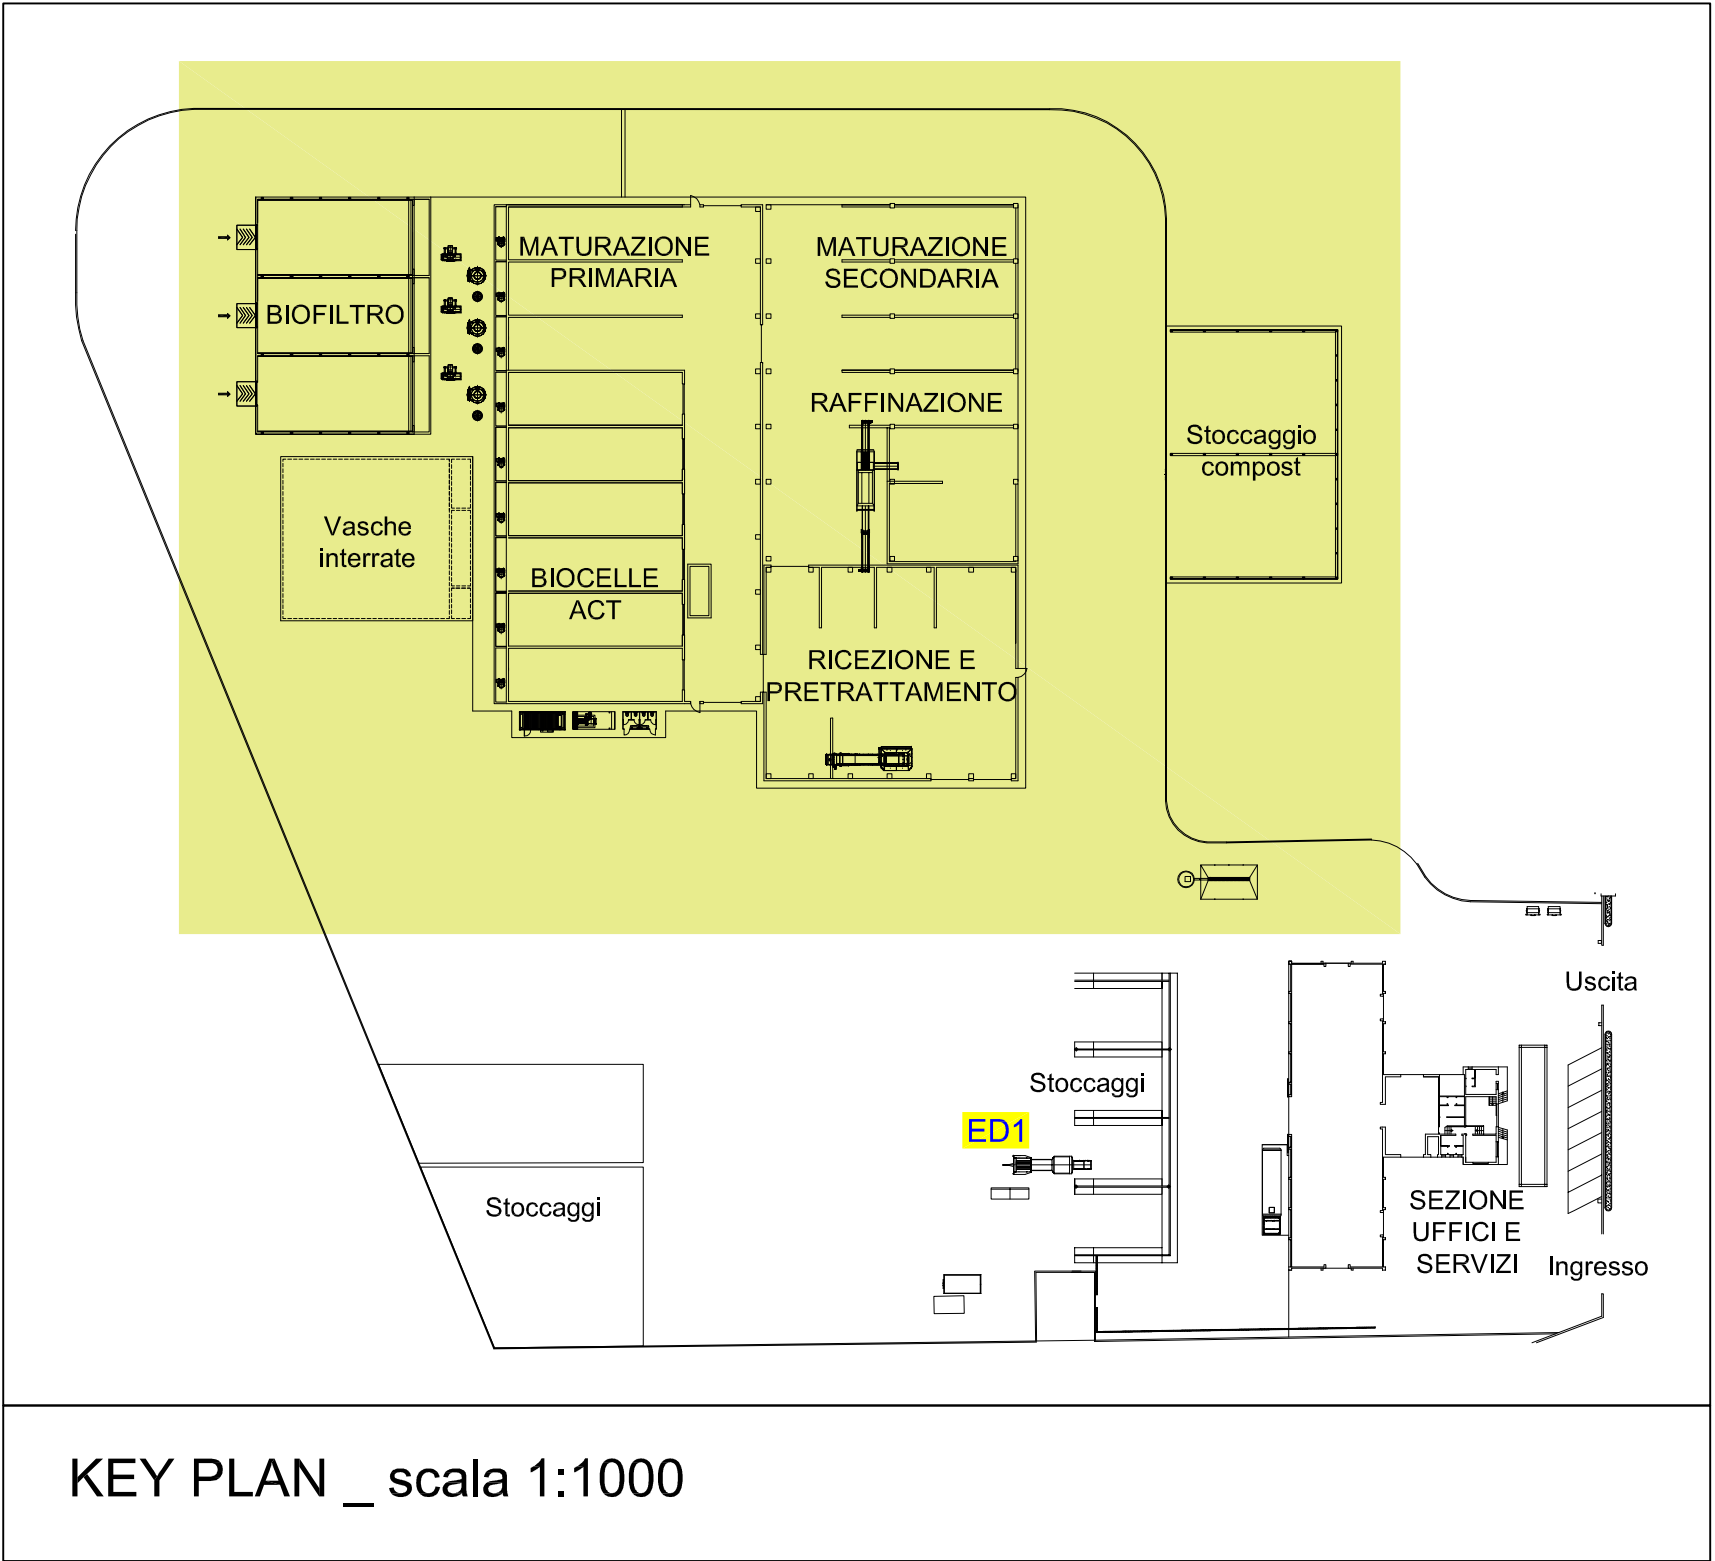 MATURAZIONE
PRIMARIA
MATURAZIONE
SECONDARIA
BIOFILTRO
RAFFINAZIONE
Stoccaggio
compost
Vasche
interrate
BIOCELLE
ACT
RICEZIONE E
PRETRATTAMENTO
Uscita
Stoccaggi
ED1
Stoccaggi
SEZIONE
UFFICI E
SERVIZI
Ingresso
KEY PLAN _ scala 1:1000